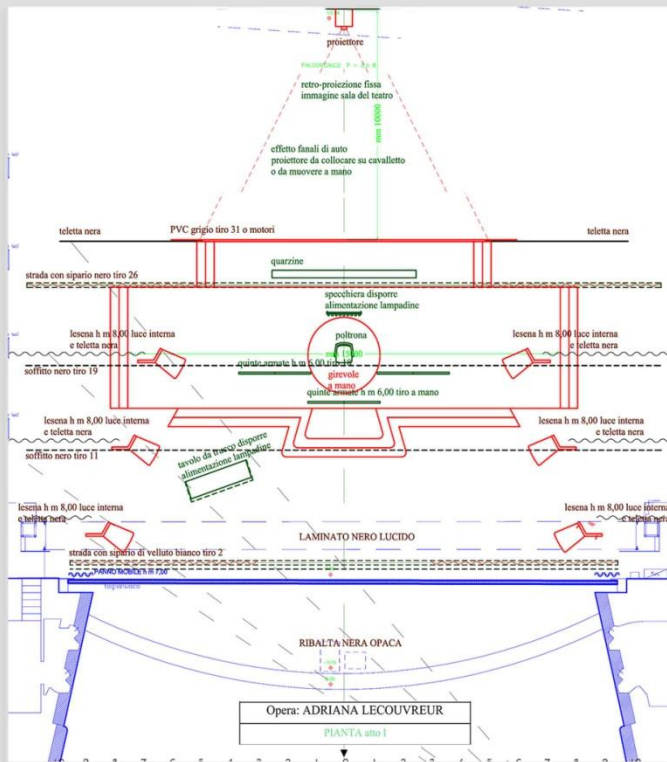 proiettore
retro-proiezione fissa
immagine sala del teatro
mm 10000
effetto fanali di auto
proiettore da collocare su cavalletto
o da muovere a mano
teletta nera
PVC grigio tiro 31 o motori
teletta nera
quarzine
strada con sipario nero tiro 26
specchiera disporre
alimentazione lampadine
lesena h m 8,00 luce interna
e teletta nera
poltrona
lesena h m 8,00 luce interna
e teletta nera
quinte armate h m 6,00 tiro
soffitto nero tiro 19
girevole
a mano
quinte armate h m 6,00 tiro a mano
lesena h m 8,00 luce interna
e teletta nera
lesena h m 8,00 luce interna
e teletta nera
soffitto nero tiro 11
tavolo da trucco disporre
alimentazione lampadine
lesena h m 8,00 luce interna
e teletta nera
lesena h m 8,00 luce interna
e teletta nera
LAMINATO NERO LUCIDO
strada con sipario di velluto bianco tiro 2
PANNO MOBILE h m 7,00
RIBALTA NERA OPACA
Opera: ADRIANA LECOUVREUR
PIANTA atto I